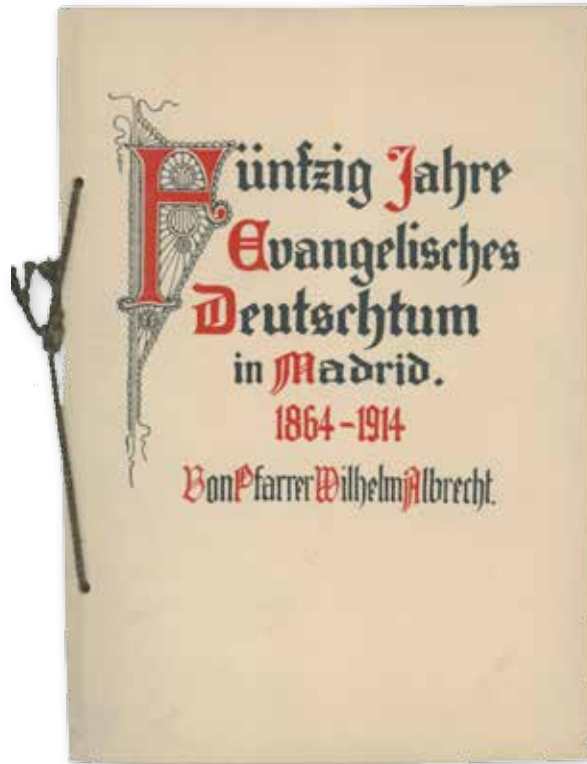 Fünfzig Jahre
Evangelisches
Deutschtum
in Madrid.
1864-1914
Von Pfarrer Wilhelm Albrecht.